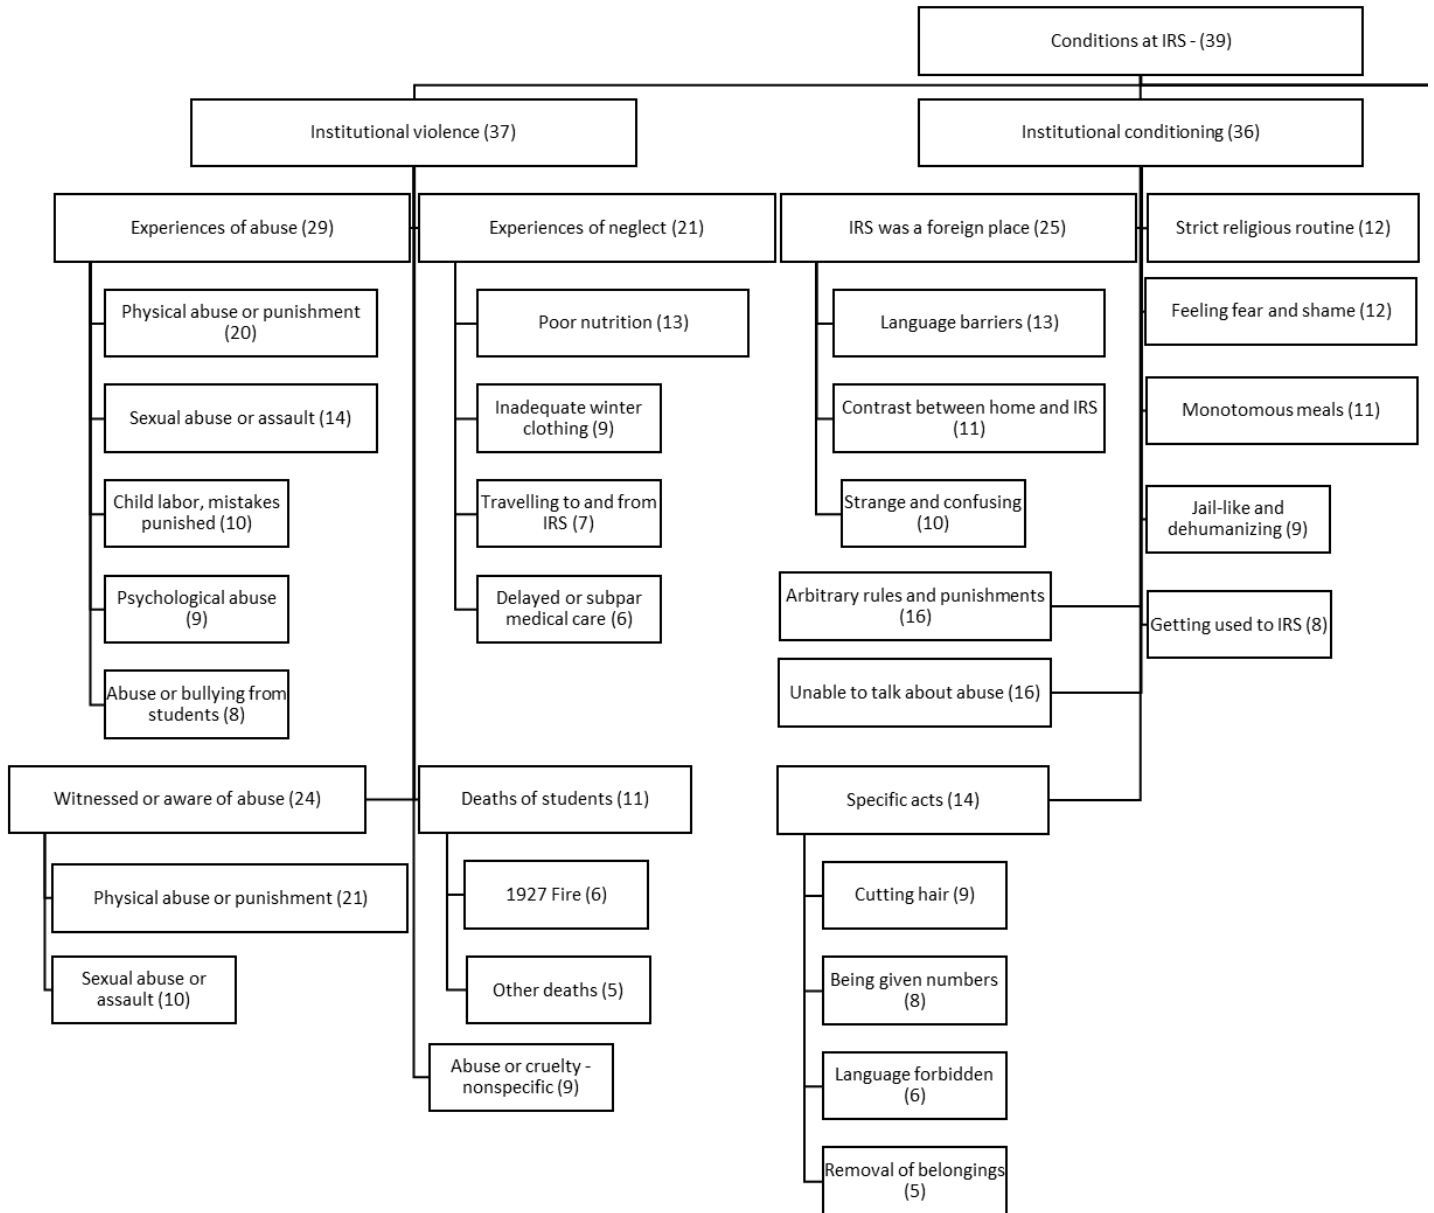 Conditions at IRS - (39)
Institutional violence (37)
Institutional conditioning (36)
Experiences of abuse (29)
Physical abuse or punishment
(20)
Sexual abuse or assault (14)
Child labor, mistakes
punished (10)
Psychological abuse
(9)
Abuse or bullying from
students (8)
Experiences of neglect (21)
Poor nutrition (13)
Inadequate winter
clothing (9)
Travelling to and from
IRS (7)
Delayed or subpar
medical care (6)
Witnessed or aware of abuse (24)
Physical abuse or punishment (21)
Sexual abuse or
assault (10)
Deaths of students (11)
1927 Fire (6)
Other deaths (5)
Abuse or cruelty -
nonspecific (9)
IRS was a foreign place (25)
Language barriers (13)
Contrast between home and IRS
(11)
Strange and confusing
(10)
Strict religious routine (12)
Feeling fear and shame (12)
Monotomous meals (11)
Jail-like and
dehumanizing (9)
Getting used to IRS (8)
Arbitrary rules and punishments
(16)
Unable to talk about abuse (16)
Specific acts (14)
Cutting hair (9)
Being given numbers
(8)
Language forbidden
(6)
Removal of belongings
(5)